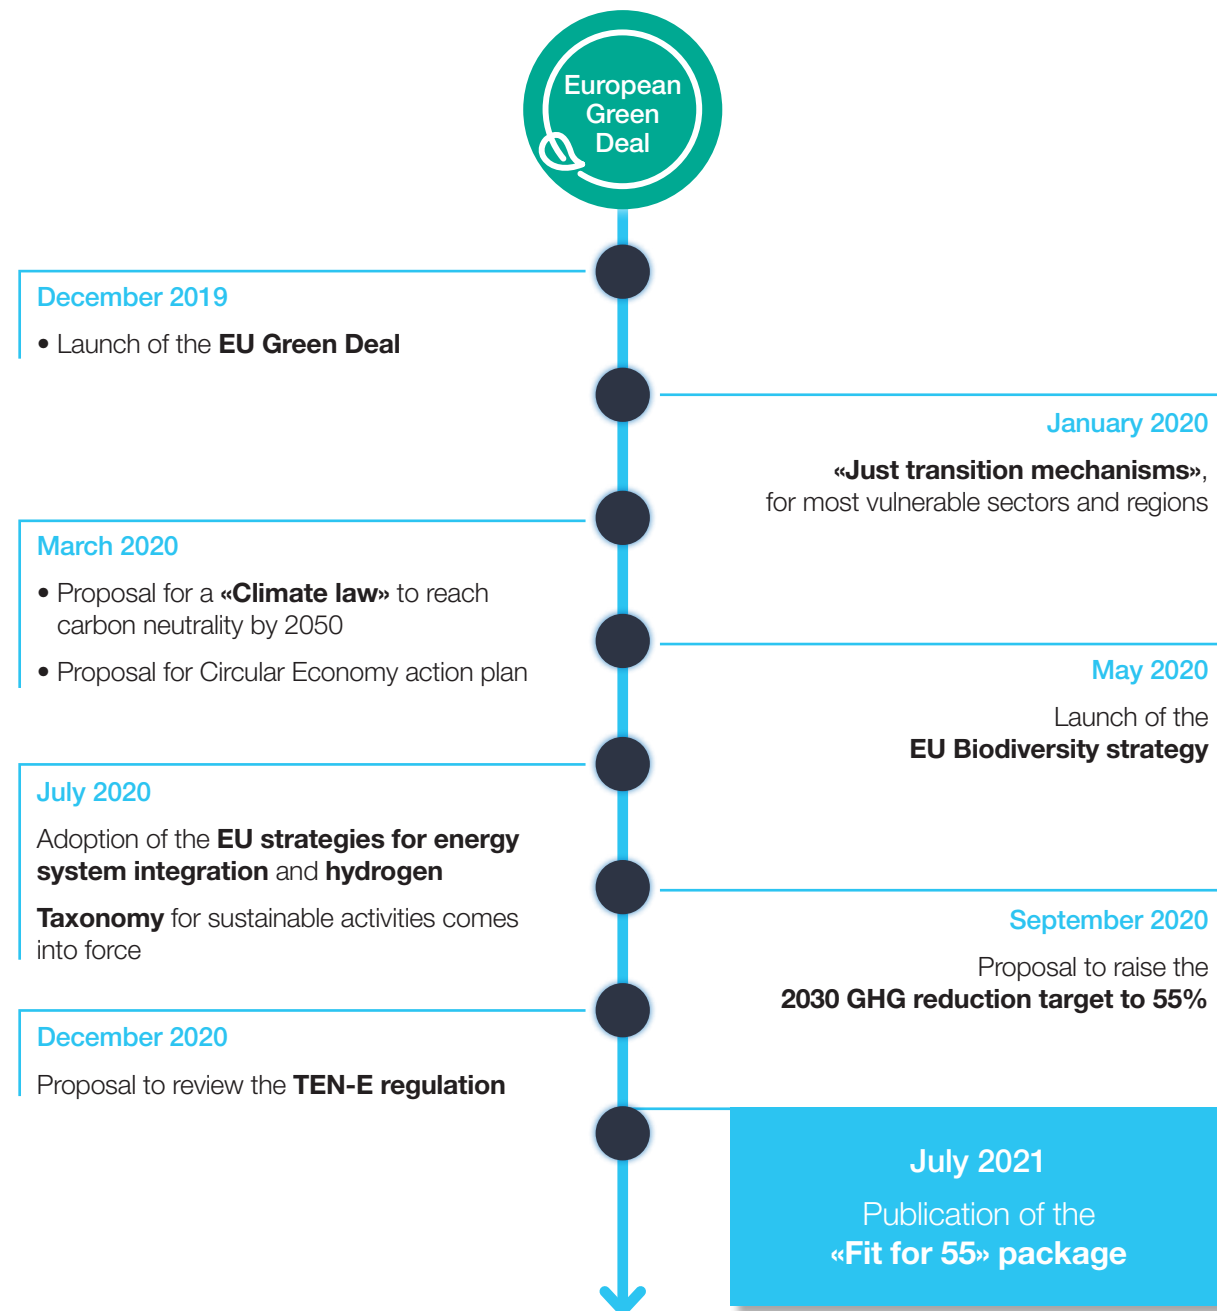 European
Green
Deal
December 2019
• Launch of the EU Green Deal
January 2020
«Just transition mechanisms»,
for most vulnerable sectors and regions
March 2020
• Proposal for a «Climate law» to reach
carbon neutrality by 2050
• Proposal for Circular Economy action plan
May 2020
Launch of the
EU Biodiversity strategy
July 2020
Adoption of the EU strategies for energy
system integration and hydrogen
Taxonomy for sustainable activities comes
into force
September 2020
Proposal to raise the
2030 GHG reduction target to 55%
December 2020
Proposal to review the TEN-E regulation
July 2021
Publication of the
«Fit for 55» package